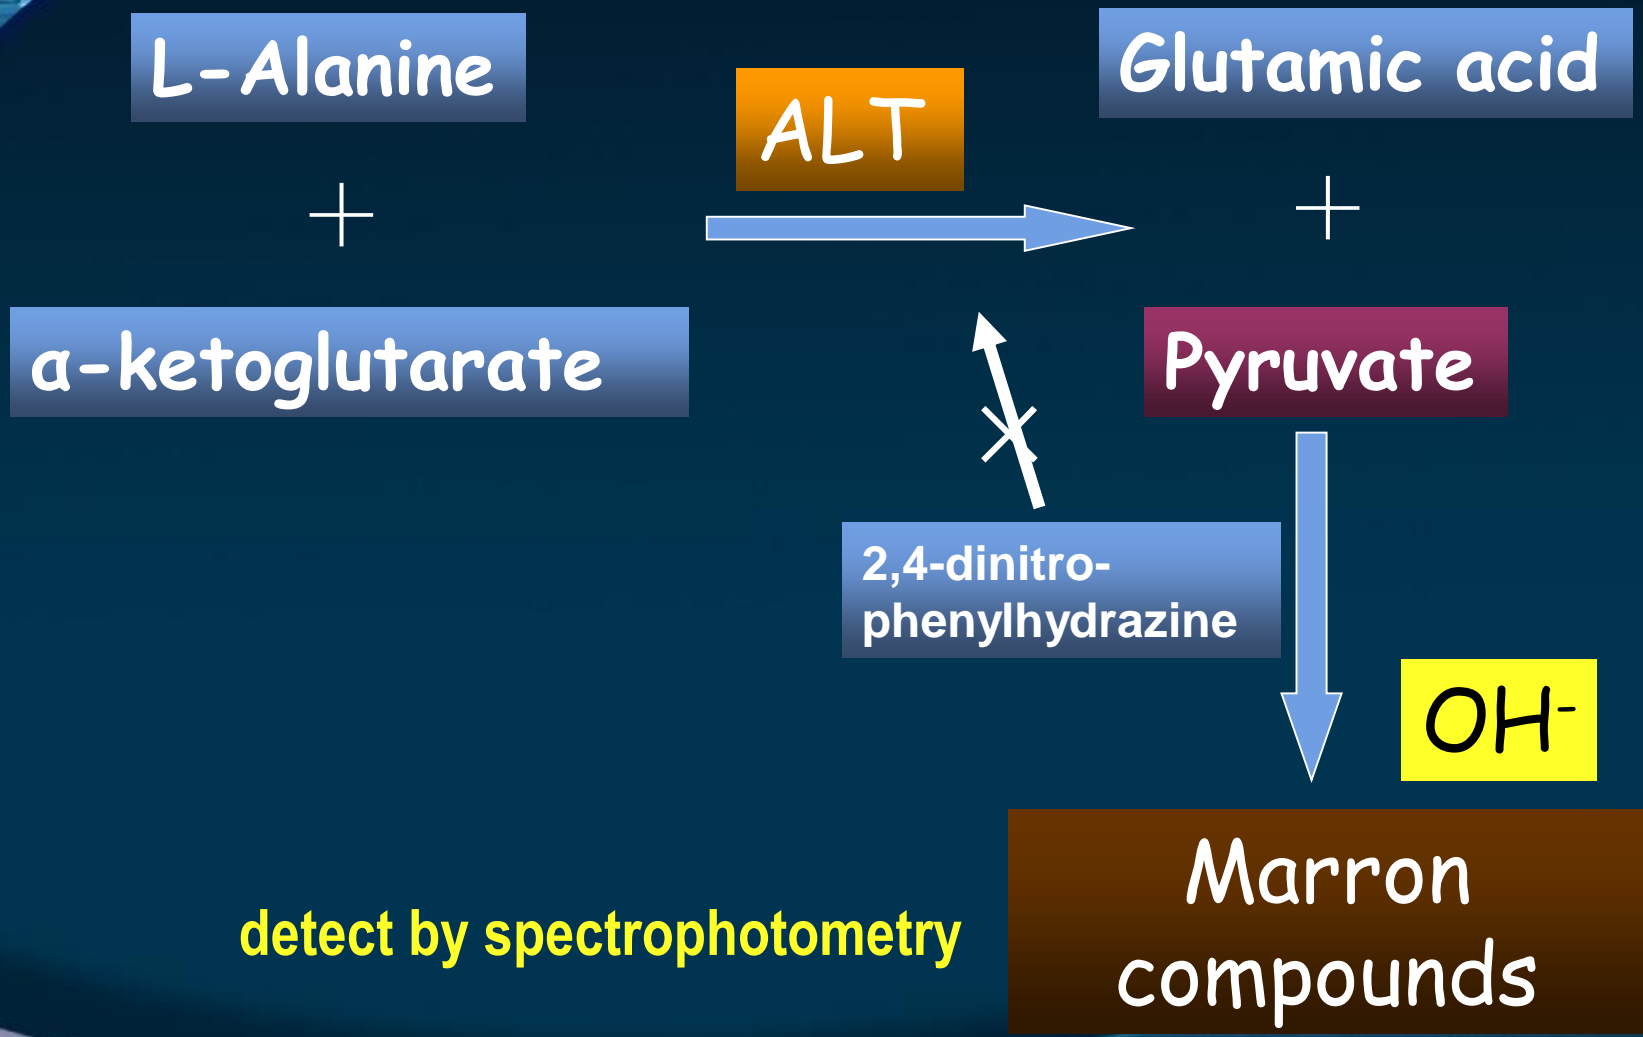 L-Alanine
+
α-ketoglutarate
ALT
Glutamic acid
+
Pyruvate
2,4-dinitro-
phenylhydrazine
OH⁻
Marron
compounds
detect by spectrophotometry